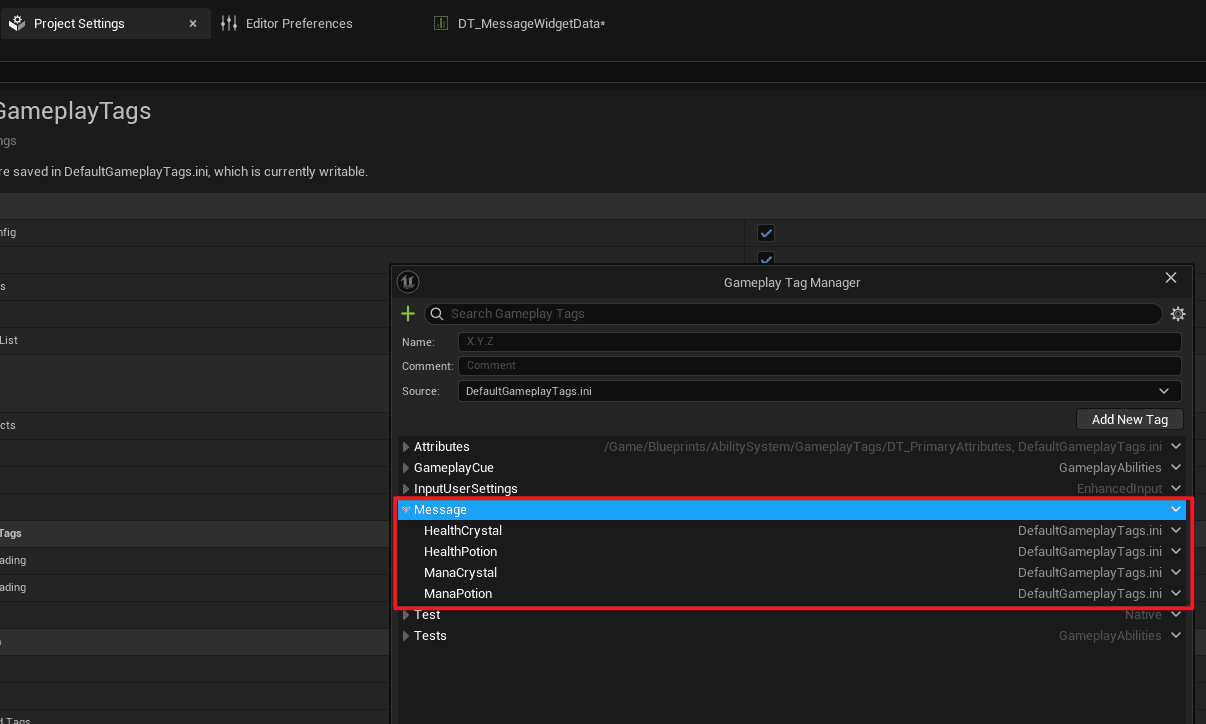 Project Settings
Editor Preferences
DT_MessageWidgetData*
GameplayTags
ngs
re saved in DefaultGameplayTags.ini, which is currently writable.
nfig
s
List
cts
Tags
ading
ading
d Tags
Gameplay Tag Manager
Search Gameplay Tags
Name: X.Y.Z
Comment: Comment
Source: DefaultGameplayTags.ini
Add New Tag
Attributes /Game/Blueprints/AbilitySystem/GameplayTags/DT_PrimaryAttributes, DefaultGameplayTags.ini
GameplayCue GameplayAbilities
InputUserSettings EnhancedInput
Message
HealthCrystal DefaultGameplayTags.ini
HealthPotion DefaultGameplayTags.ini
ManaCrystal DefaultGameplayTags.ini
ManaPotion DefaultGameplayTags.ini
Test Native
Tests GameplayAbilities